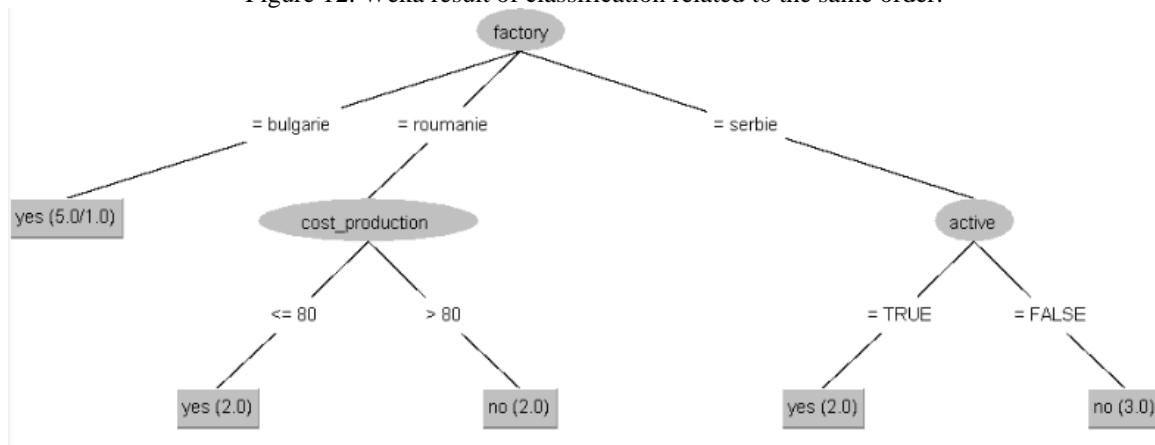 Figure 12. Weka result of classification related to the same order.
factory
= bulgarie
= roumanie
= serbie
yes (5.0/1.0)
cost_production
active
<= 80
> 80
= TRUE
= FALSE
yes (2.0)
no (2.0)
yes (2.0)
no (3.0)